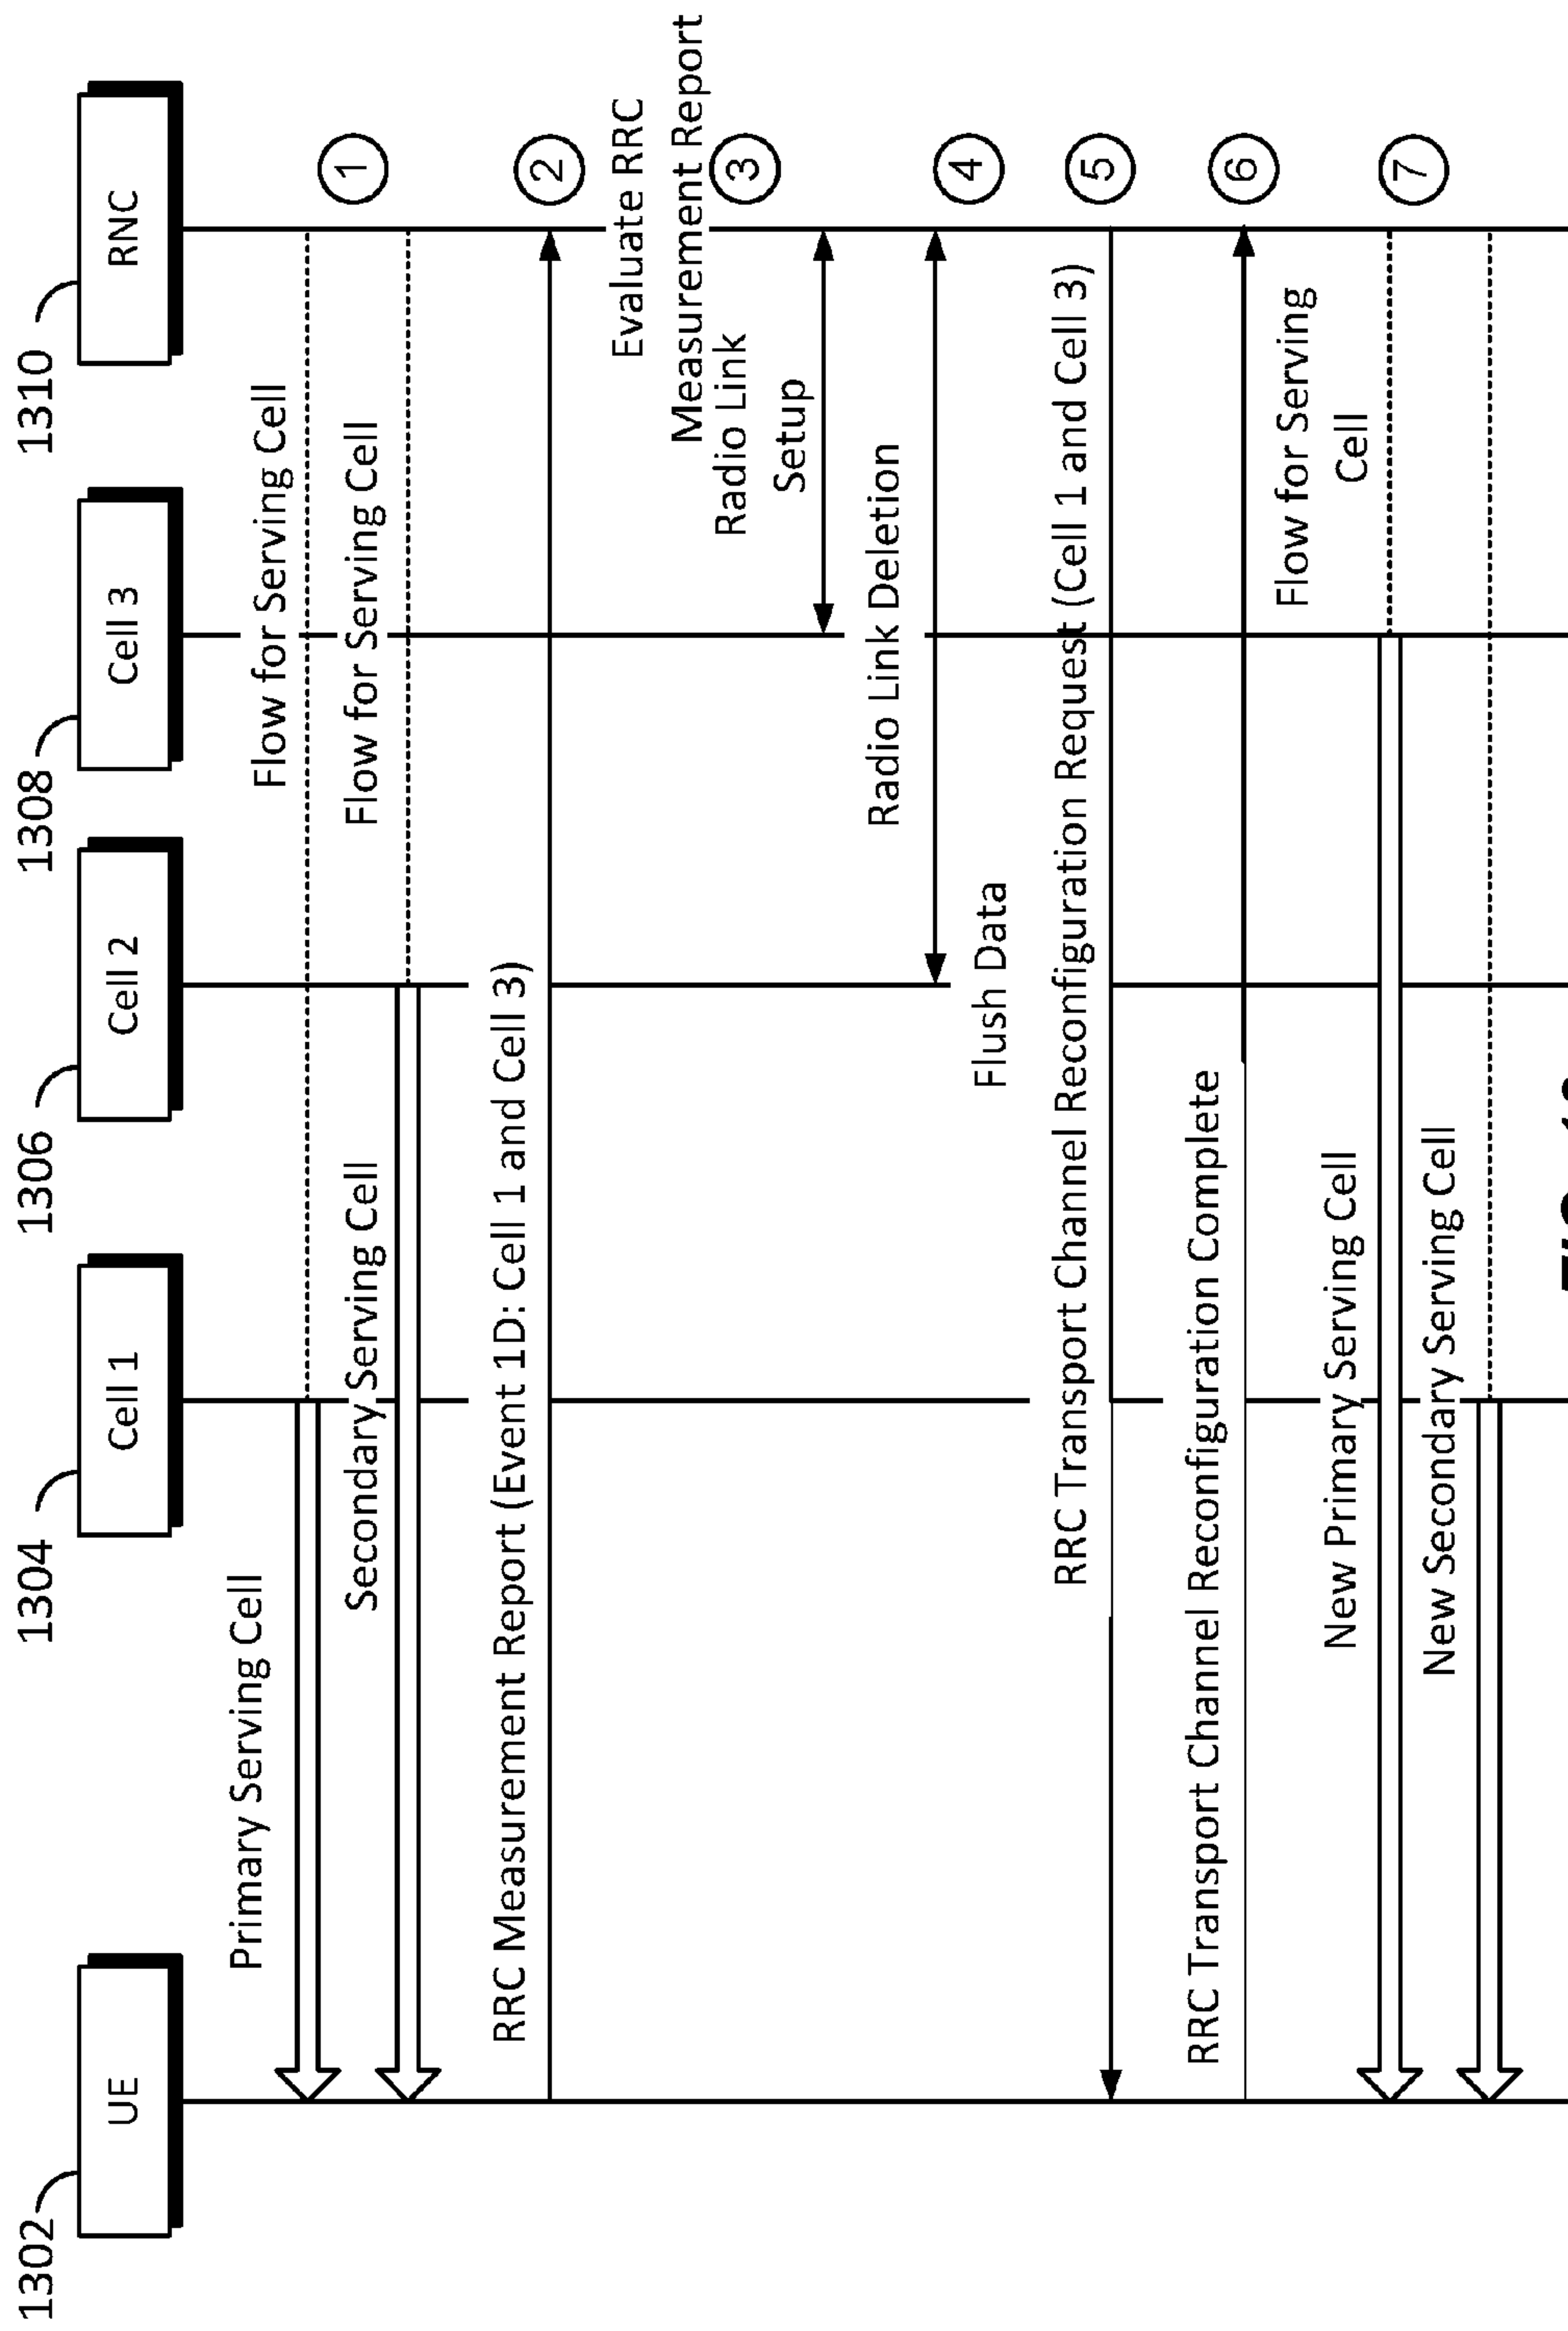 1302
1304
1306
1308
1310
UE
Cell 1
Cell 2
Cell 3
RNC
Primary Serving Cell
Flow for Serving Cell
1
Secondary Serving Cell
Flow for Serving Cell
RRC Measurement Report (Event 1D: Cell 1 and Cell 3)
2
Evaluate RRC
Measurement Report
Radio Link
Setup
3
Radio Link Deletion
4
Flush Data
RRC Transport Channel Reconfiguration Request (Cell 1 and Cell 3)
5
RRC Transport Channel Reconfiguration Complete
6
Flow for Serving
Cell
New Primary Serving Cell
7
New Secondary Serving Cell